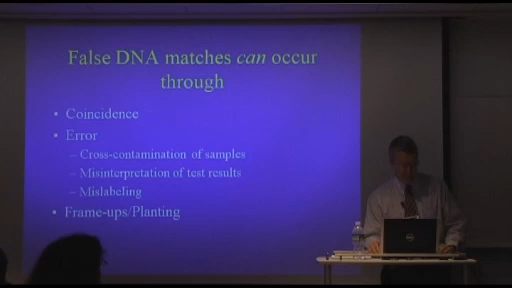 False DNA matches can occur
through
• Coincidence
• Error
– Cross-contamination of samples
– Misinterpretation of test results
– Mislabeling
• Frame-ups/Planting